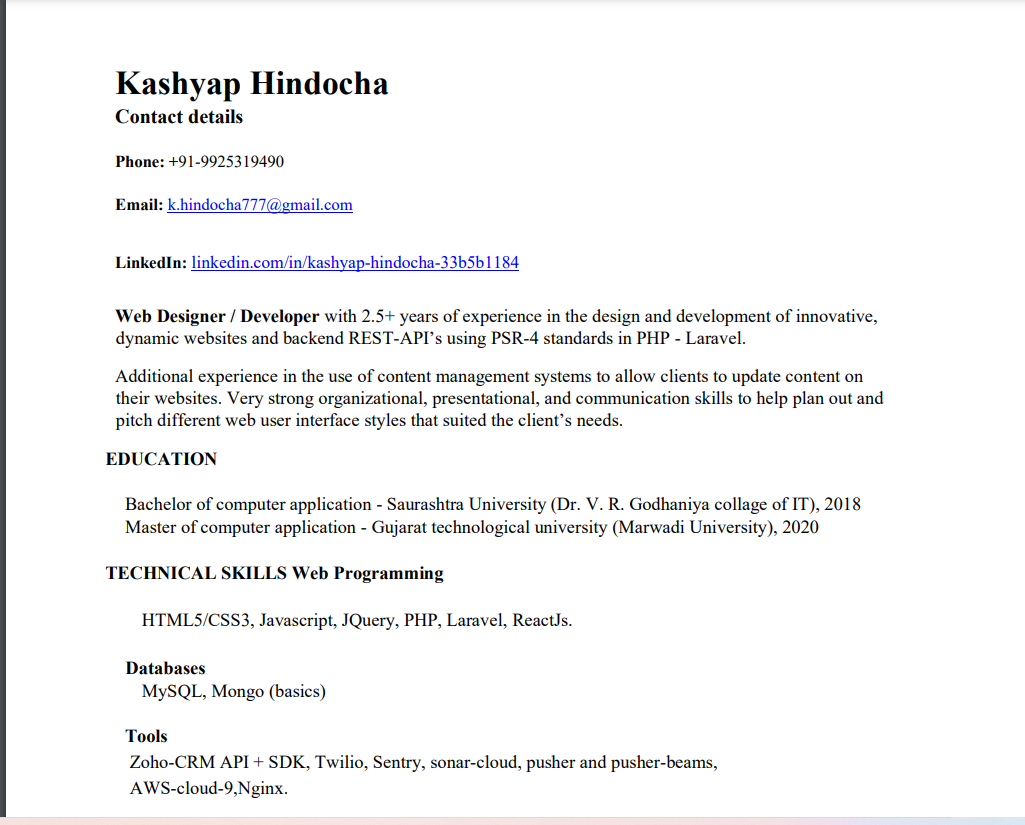 Kashyap Hindocha
Contact details
Phone: +91-9925319490
Email: k.hindocha777@gmail.com
LinkedIn: linkedin.com/in/kashyap-hindocha-33b5b1184
Web Designer / Developer with 2.5+ years of experience in the design and development of innovative,
dynamic websites and backend REST-API’s using PSR-4 standards in PHP - Laravel.
Additional experience in the use of content management systems to allow clients to update content on
their websites. Very strong organizational, presentational, and communication skills to help plan out and
pitch different web user interface styles that suited the client’s needs.
EDUCATION
Bachelor of computer application - Saurashtra University (Dr. V. R. Godhaniya collage of IT), 2018
Master of computer application - Gujarat technological university (Marwadi University), 2020
TECHNICAL SKILLS Web Programming
HTML5/CSS3, Javascript, JQuery, PHP, Laravel, ReactJs.
Databases
MySQL, Mongo (basics)
Tools
Zoho-CRM API + SDK, Twilio, Sentry, sonar-cloud, pusher and pusher-beams,
AWS-cloud-9,Nginx.